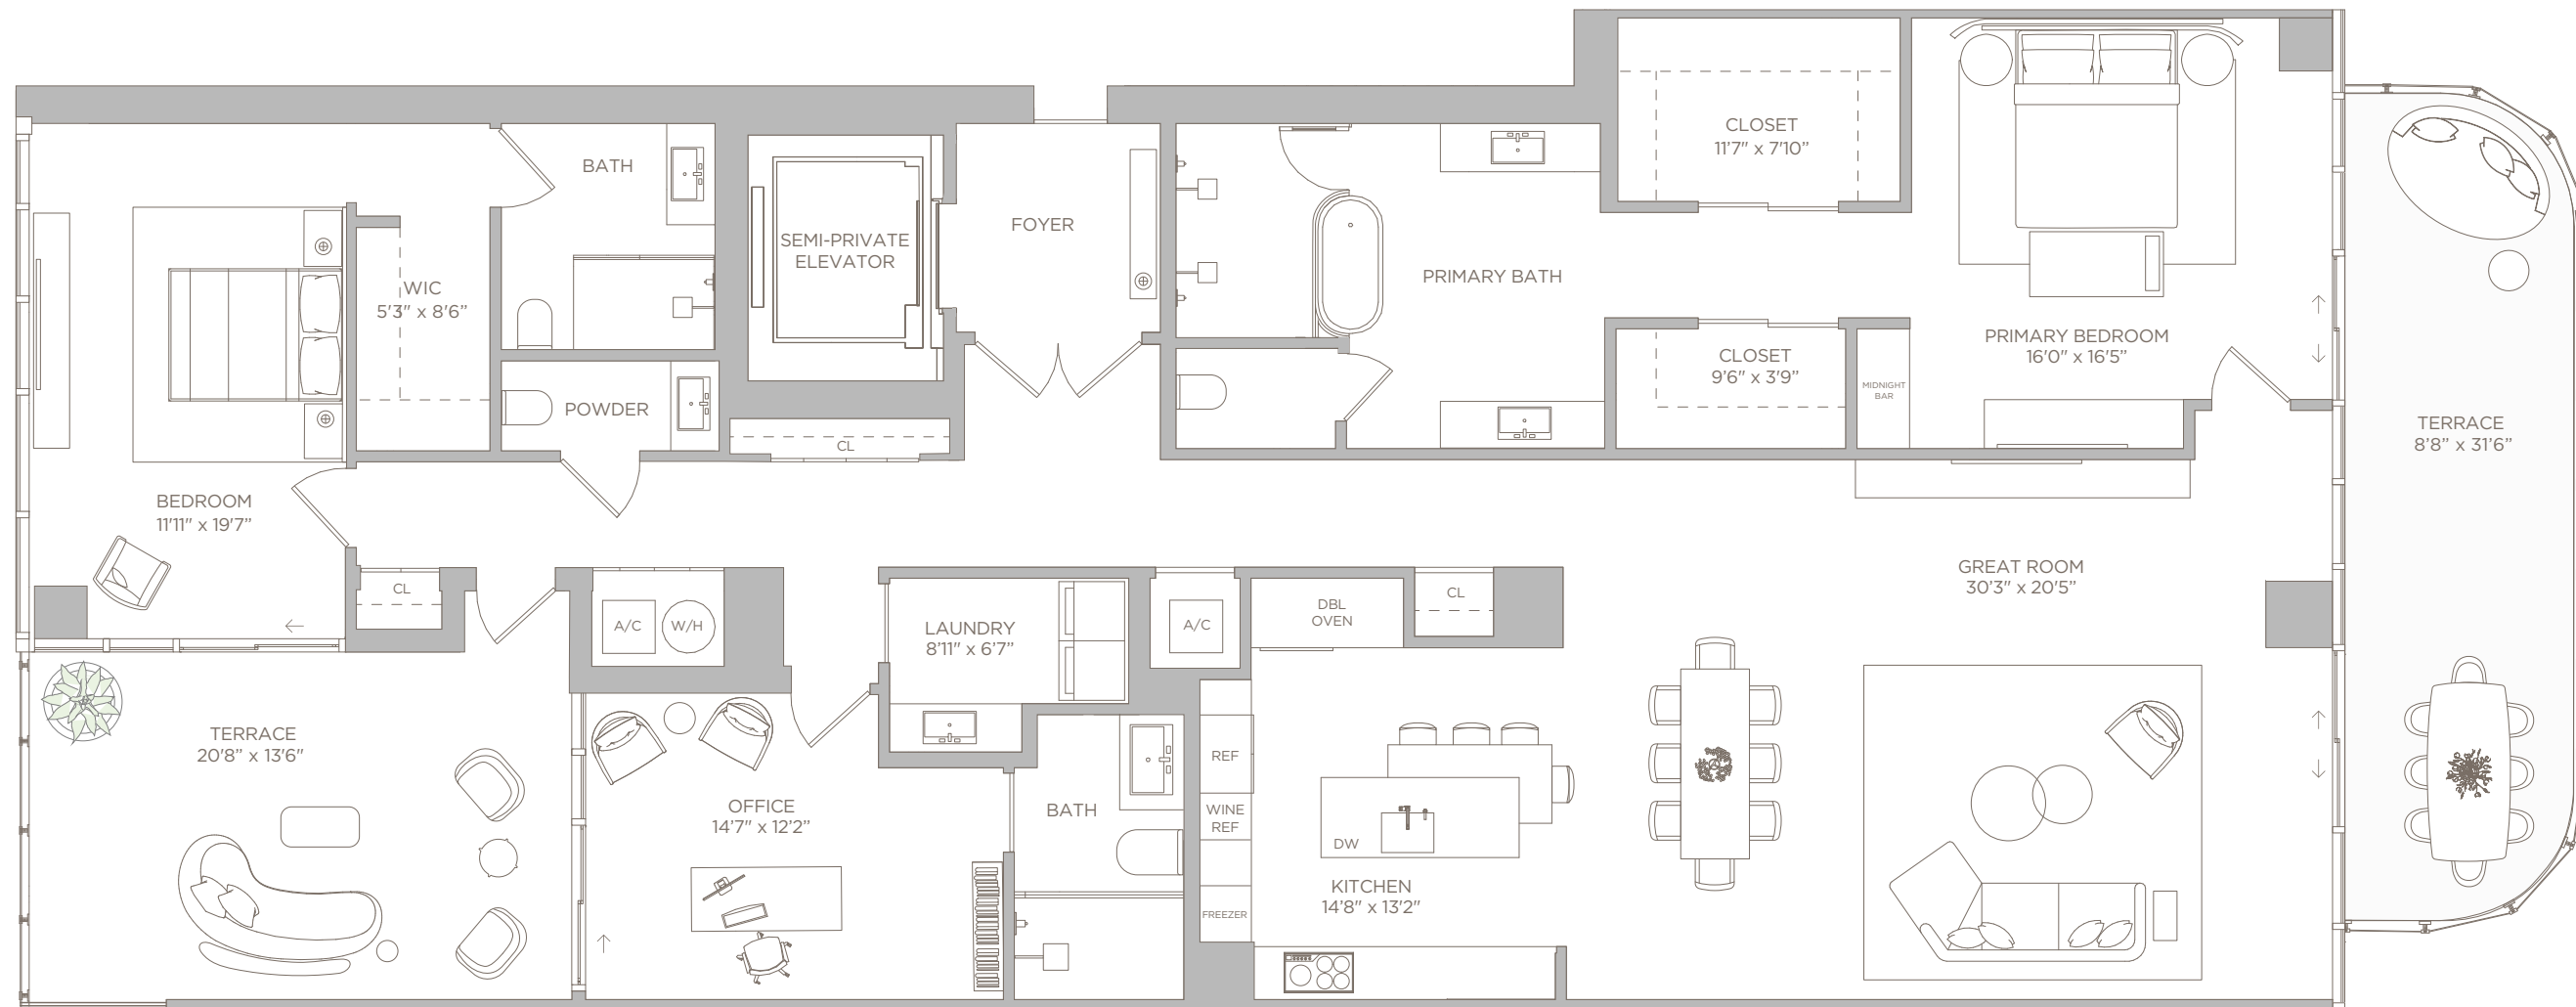 CLOSET
11'7" x 7'10”
BATH
FOYER
SEMI-PRIVATE
ELEVATOR
PRIMARY BATH
WIC
5'3" x 8'6”
PRIMARY BEDROOM
16'0" x 16'5”
CLOSET
9'6" x 3'9”
MIDNIGHT
BAR
POWDER
CL
TERRACE
8’8” x 31’6”
BEDROOM
11'11" x 19'7”
GREAT ROOM
30'3" x 20'5”
CL
A/C
W/H
LAUNDRY
8'11" x 6’7”
A/C
DBL
OVEN
CL
TERRACE
20'8” x 13'6"
REF
OFFICE
14'7" x 12'2”
BATH
WINE
REF
DW
KITCHEN
14’8” x 13'2"
FREEZER